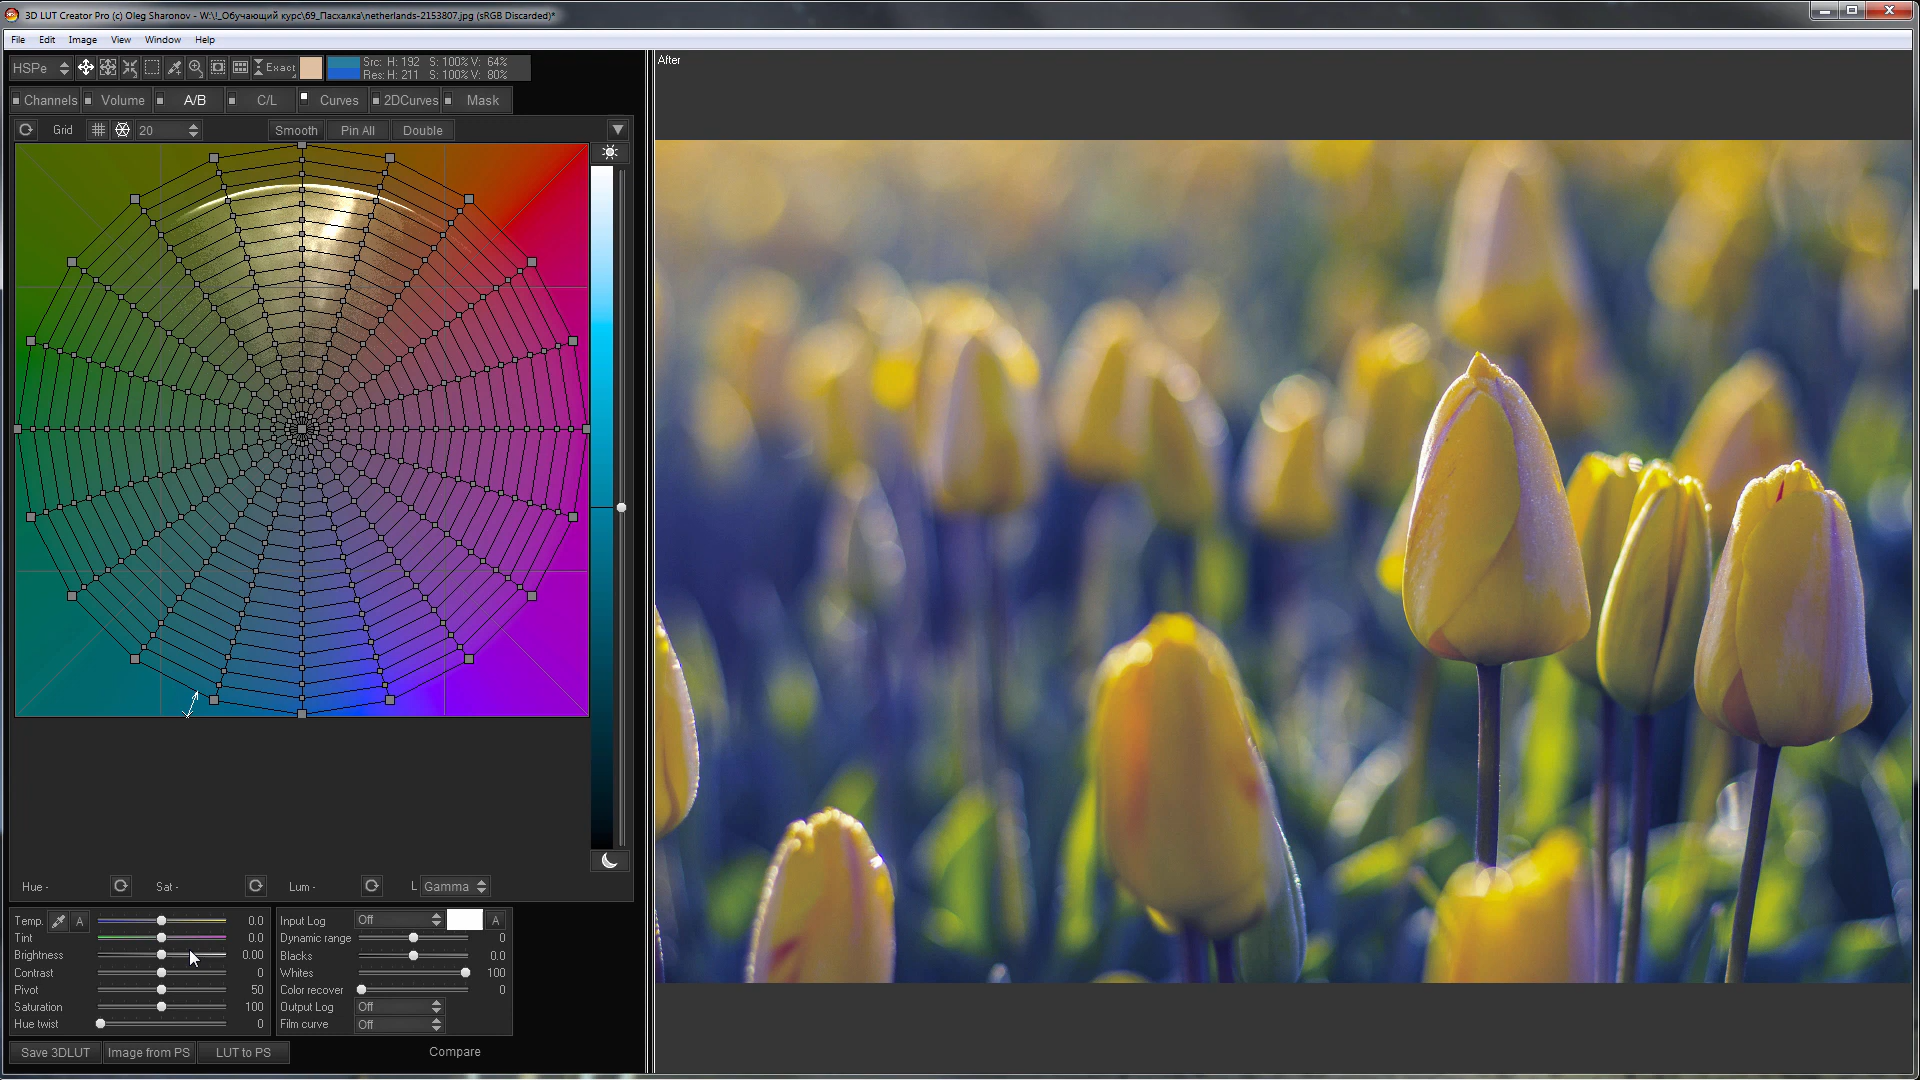 3D LUT Creator Pro (c) Oleg Sharonov - W:\!_Обучающий курс\69_Пасхалка\netherlands-2153807.jpg (sRGB Discarded)*
File Edit Image View Window Help
HSPe Exact Src: H: 192 S: 100% V: 64%
Res: H: 211 S: 100% V: 80%
After
Channels Volume A/B C/L Curves 2DCurves Mask
Grid 20 Smooth Pin All Double
Hue - Sat - Lum - L Gamma
Temp. A 0.0 Input Log Off A
Tint 0.0 Dynamic range 0
Brightness 0.00 Blacks 0.0
Contrast 0 Whites 100
Pivot 50 Color recover 0
Saturation 100 Output Log Off
Hue twist 0 Film curve Off
Save 3DLUT Image from PS LUT to PS Compare